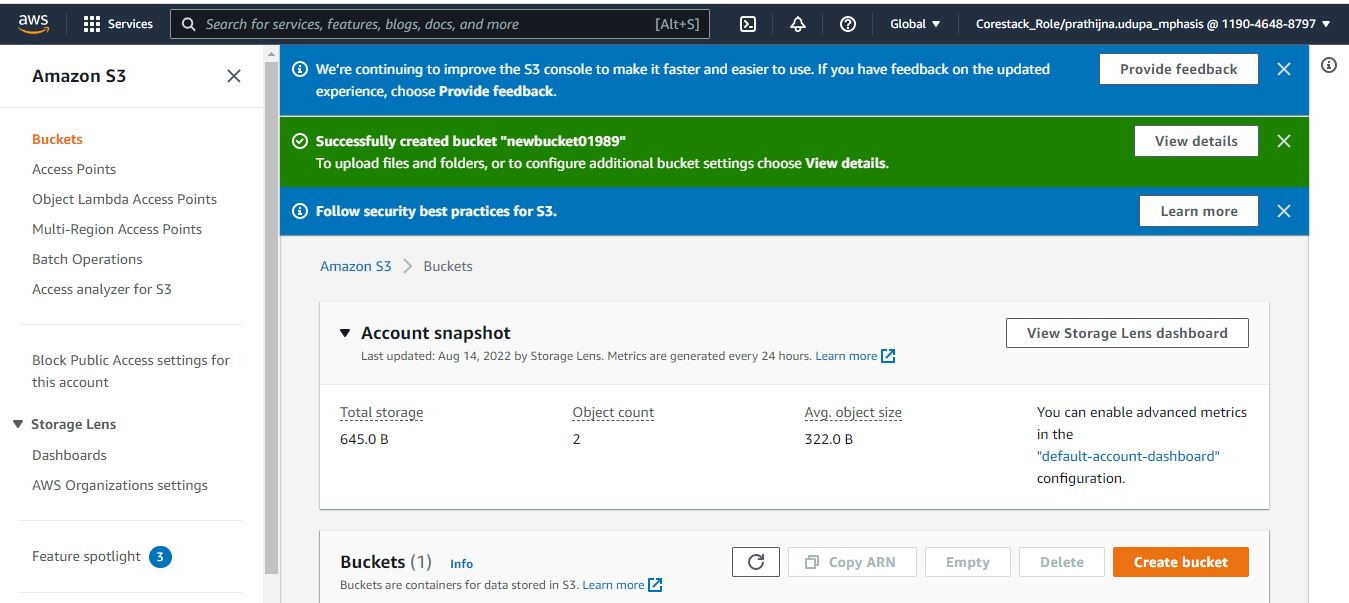 aws
Services
Search for services, features, blogs, docs, and more [Alt+S]
Global
Corestack_Role/prathijna.udupa_mphasis @ 1190-4648-8797
Amazon S3
Buckets
Access Points
Object Lambda Access Points
Multi-Region Access Points
Batch Operations
Access analyzer for S3
Block Public Access settings for
this account
Storage Lens
Dashboards
AWS Organizations settings
Feature spotlight 3
We're continuing to improve the S3 console to make it faster and easier to use. If you have feedback on the updated
experience, choose Provide feedback.
Provide feedback
Successfully created bucket "newbucket01989"
To upload files and folders, or to configure additional bucket settings choose View details.
View details
Follow security best practices for S3.
Learn more
Amazon S3 > Buckets
Account snapshot
Last updated: Aug 14, 2022 by Storage Lens. Metrics are generated every 24 hours. Learn more
View Storage Lens dashboard
Total storage
645.0 B
Object count
2
Avg. object size
322.0 B
You can enable advanced metrics
in the
"default-account-dashboard"
configuration.
Buckets (1) Info
Buckets are containers for data stored in S3. Learn more
Copy ARN
Empty
Delete
Create bucket